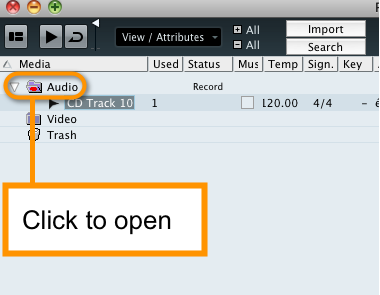 View / Attributes
All
All
Import
Search
Media Used Status Mus Temp Sign. Key
Audio Record
CD Track 10 1 120.00 4/4
Video
Trash
Click to open